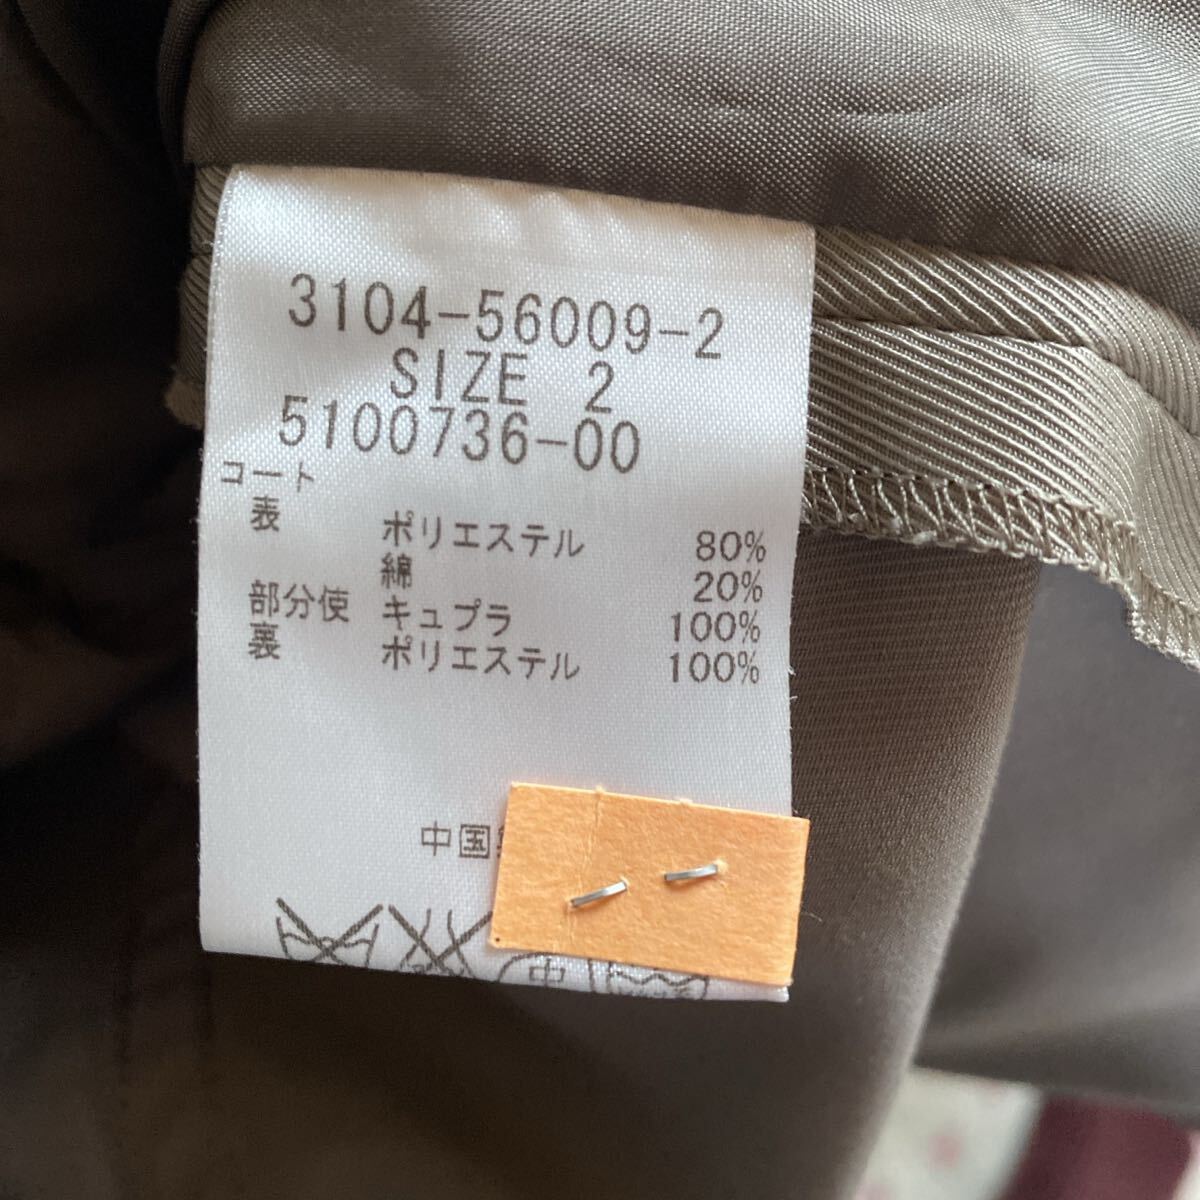 3104-56009-2
SIZE 2
5100736-00
コート
表 ポリエステル 80%
綿 20%
部分使 キュプラ 100%
裏 ポリエステル 100%
中国
中